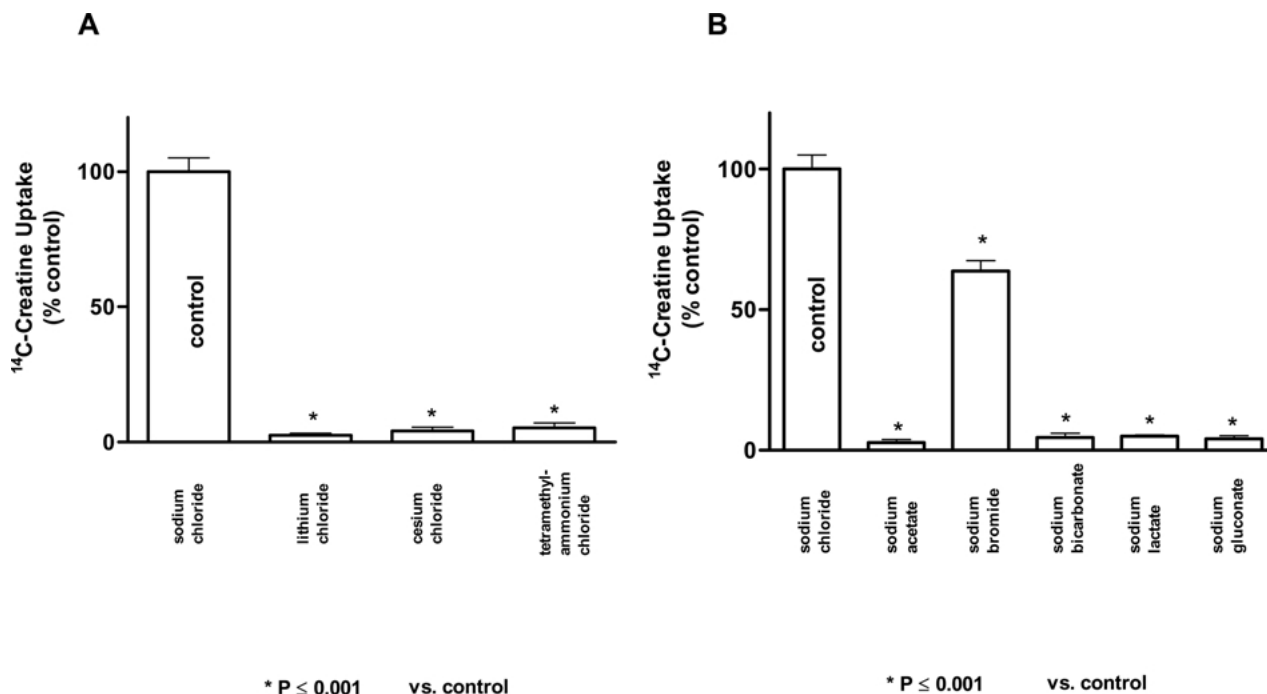 A
¹⁴C-Creatine Uptake
(% control)
100
50
0
control
*
*
*
sodium
chloride
lithium
chloride
cesium
chloride
tetramethyl-
ammonium
chloride
* P ≤ 0.001 vs. control
B
¹⁴C-Creatine Uptake
(% control)
100
50
0
control
*
*
*
*
*
sodium
chloride
sodium
acetate
sodium
bromide
sodium
bicarbonate
sodium
lactate
sodium
gluconate
* P ≤ 0.001 vs. control